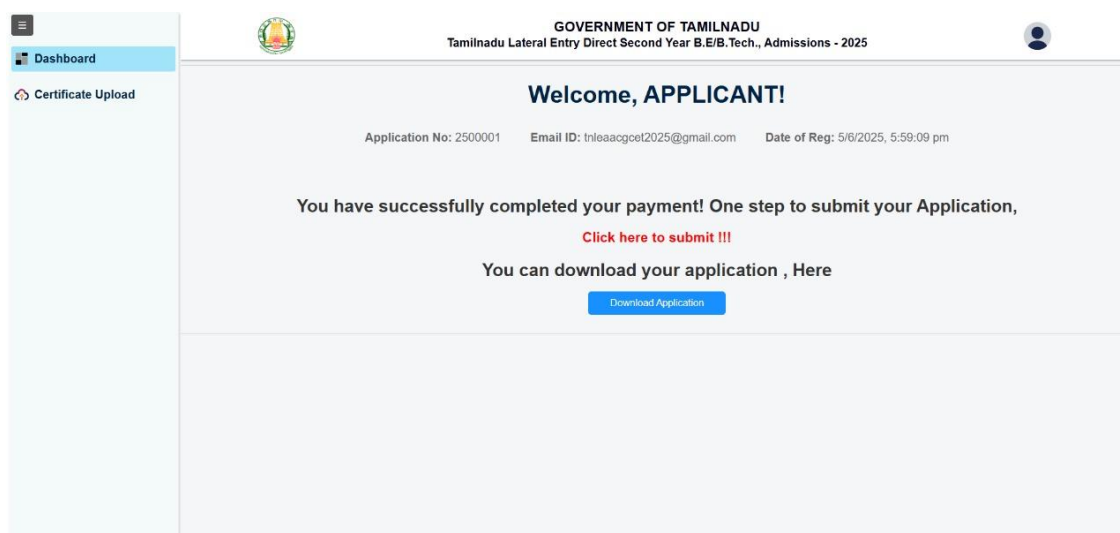 ☰
GOVERNMENT OF TAMILNADU
Tamilnadu Lateral Entry Direct Second Year B.E/B.Tech., Admissions - 2025
Dashboard
Certificate Upload
Welcome, APPLICANT!
Application No: 2500001 Email ID: tnleaacgcet2025@gmail.com Date of Reg: 5/6/2025, 5:59:09 pm
You have successfully completed your payment! One step to submit your Application,
Click here to submit !!!
You can download your application , Here
Download Application